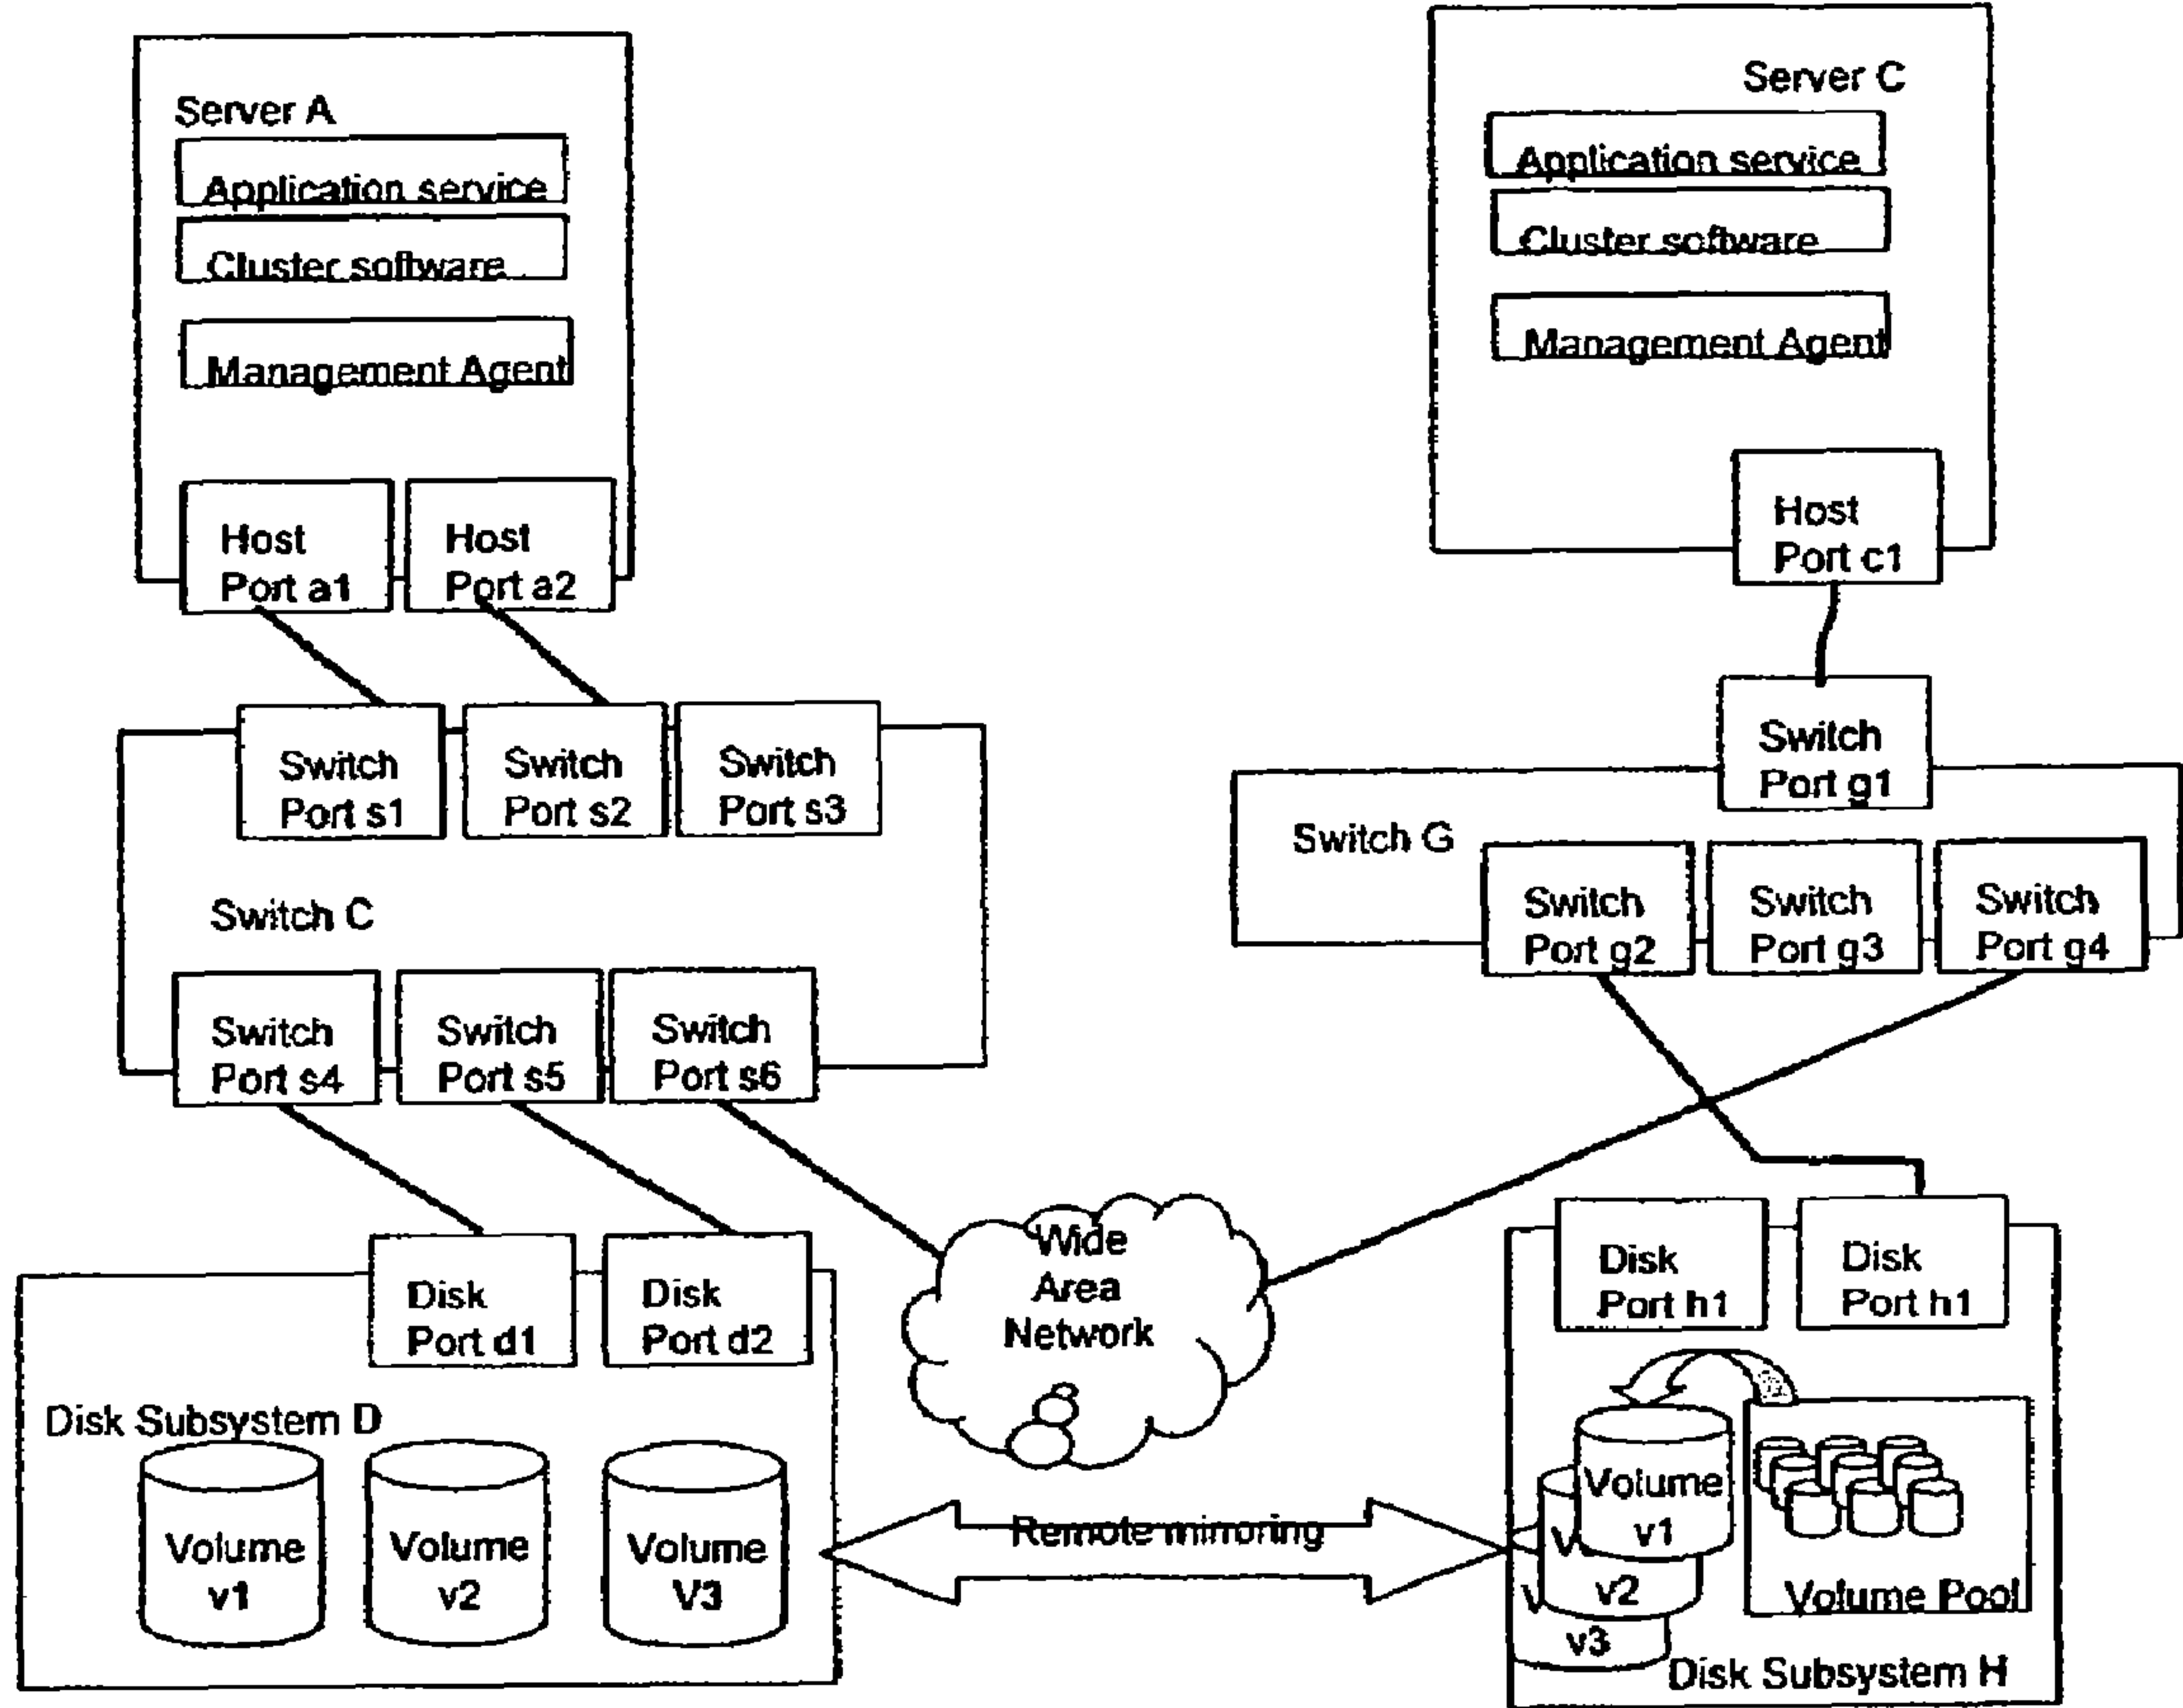 Server A
Application service
Cluster software
Management Agent
Host
Port a1
Host
Port a2
Server C
Application service
Cluster software
Management Agent
Host
Port c1
Switch
Port s1
Switch
Port s2
Switch
Port s3
Switch C
Switch
Port s4
Switch
Port s5
Switch
Port s6
Switch
Port g1
Switch G
Switch
Port g2
Switch
Port g3
Switch
Port g4
Wide
Area
Network
Disk
Port d1
Disk
Port d2
Disk Subsystem D
Volume
v1
Volume
v2
Volume
V3
Remote mirroring
Disk
Port h1
Disk
Port h1
Volume
v1
V
v2
V
v3
Volume Pool
Disk Subsystem H